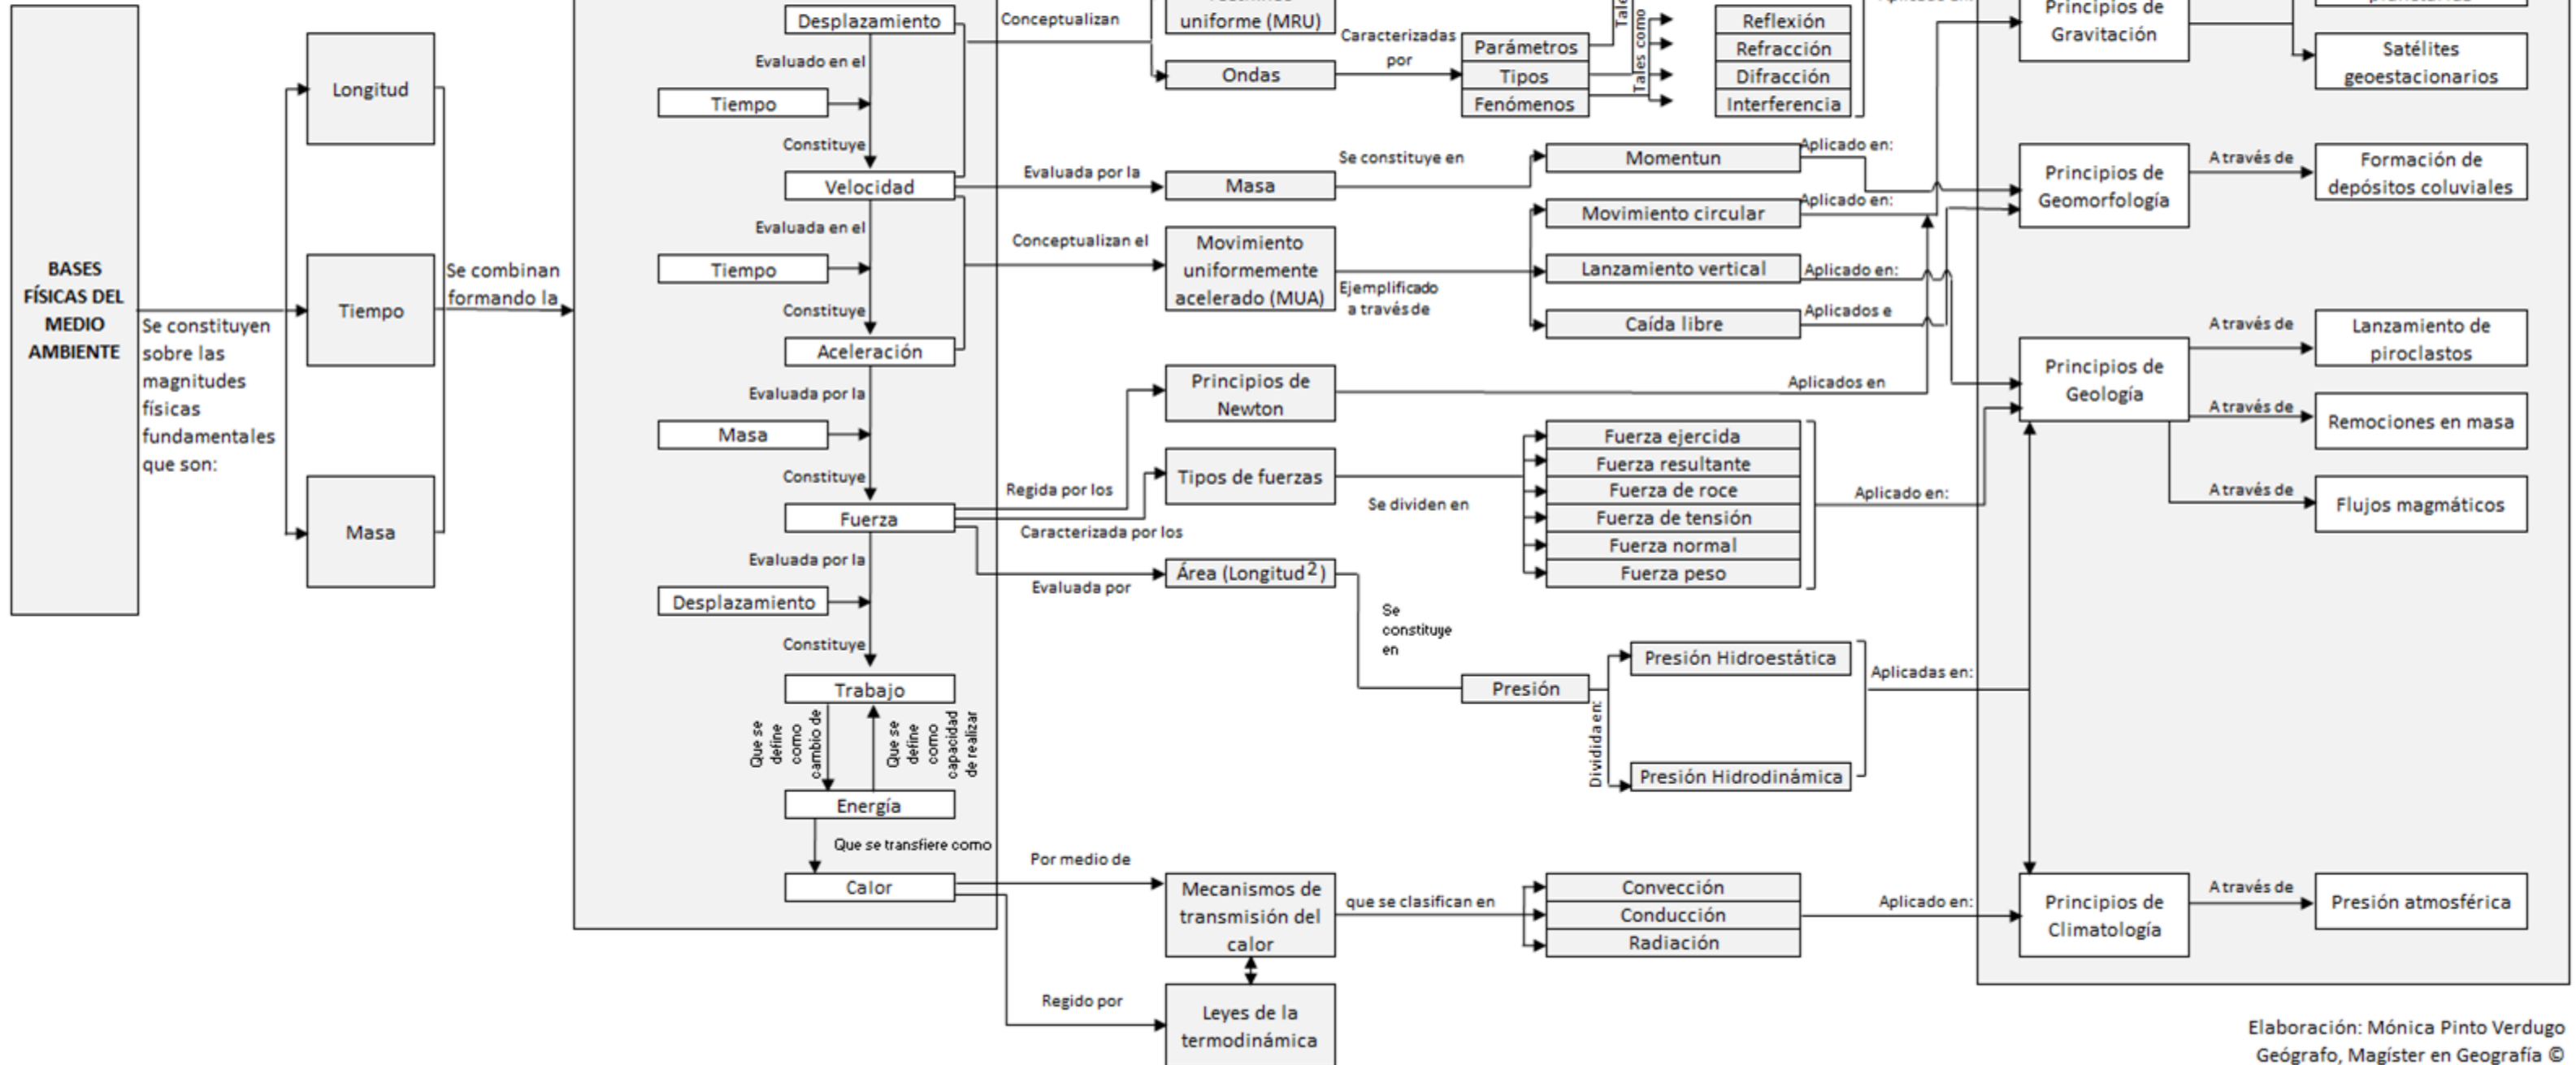 BASES
FÍSICAS DEL
MEDIO
AMBIENTE
Se constituyen
sobre las
magnitudes
físicas
fundamentales
que son:
Longitud
Tiempo
Masa
Se combinan
formando la
Desplazamiento
Evaluado en el
Tiempo
Constituye
Velocidad
Evaluada en el
Tiempo
Constituye
Aceleración
Evaluada por la
Masa
Constituye
Fuerza
Evaluada por la
Desplazamiento
Constituye
Trabajo
Que se
define
como
cambio de
Que se
define
como
capacidad
de realizar
Energía
Que se transfiere como
Calor
Conceptualizan
uniforme (MRU)
Ondas
Caracterizadas
por
Parámetros
Tipos
Fenómenos
Tales como
Reflexión
Refracción
Difracción
Interferencia
Evaluada por la
Masa
Se constituye en
Momentun
Aplicado en:
Conceptualizan el
Movimiento
uniformemente
acelerado (MUA)
Ejemplificado
a través de
Movimiento circular
Aplicado en:
Lanzamiento vertical
Aplicado en:
Caída libre
Aplicados e
Regida por los
Principios de
Newton
Aplicados en
Caracterizada por los
Tipos de fuerzas
Se dividen en
Fuerza ejercida
Fuerza resultante
Fuerza de roce
Fuerza de tensión
Fuerza normal
Fuerza peso
Aplicado en:
Evaluada por
Área (Longitud2)
Se
constituye
en
Presión
Dividida en:
Presión Hidroestática
Presión Hidrodinámica
Aplicadas en:
Por medio de
Mecanismos de
transmisión del
calor
que se clasifican en
Convección
Conducción
Radiación
Aplicado en:
Regido por
Leyes de la
termodinámica
Principios de
Gravitación
Satélites
geoestacionarios
Principios de
Geomorfología
A través de
Formación de
depósitos coluviales
Principios de
Geología
A través de
Lanzamiento de
piroclastos
A través de
Remociones en masa
A través de
Flujos magmáticos
Principios de
Climatología
A través de
Presión atmosférica
Elaboración: Mónica Pinto Verdugo
Geógrafo, Magíster en Geografía ©